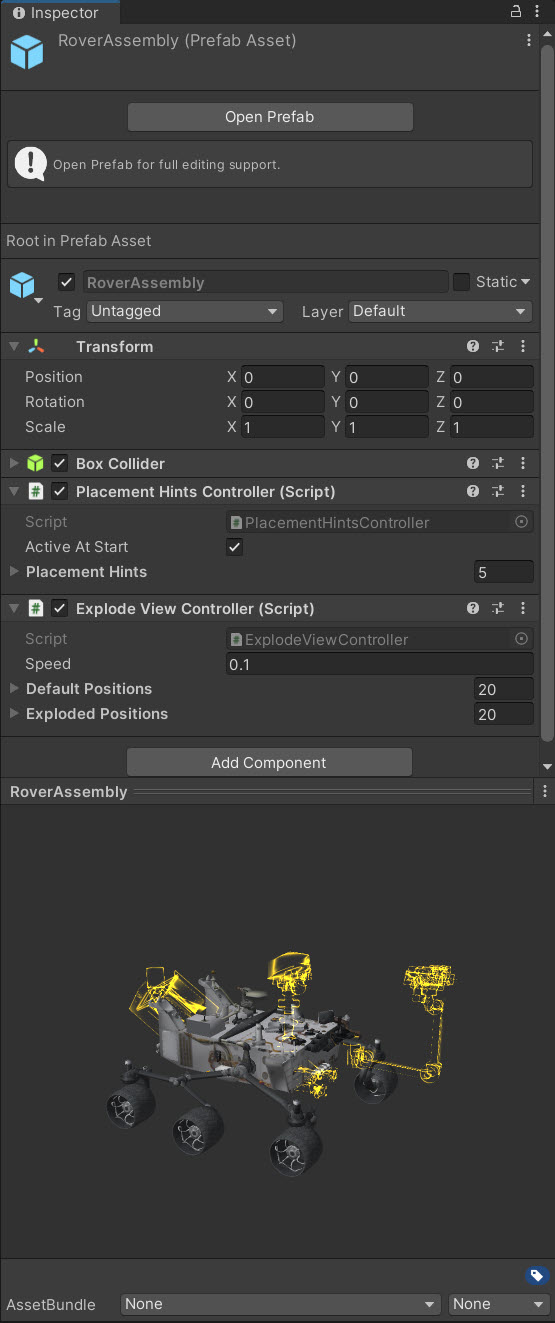 Inspector
RoverAssembly (Prefab Asset)
Open Prefab
Open Prefab for full editing support.
Root in Prefab Asset
RoverAssembly Static
Tag Untagged Layer Default
Transform
Position X 0 Y 0 Z 0
Rotation X 0 Y 0 Z 0
Scale X 1 Y 1 Z 1
Box Collider
# Placement Hints Controller (Script)
Script # PlacementHintsController
Active At Start
Placement Hints 5
# Explode View Controller (Script)
Script # ExplodeViewController
Speed 0.1
Default Positions 20
Exploded Positions 20
Add Component
RoverAssembly
AssetBundle None None